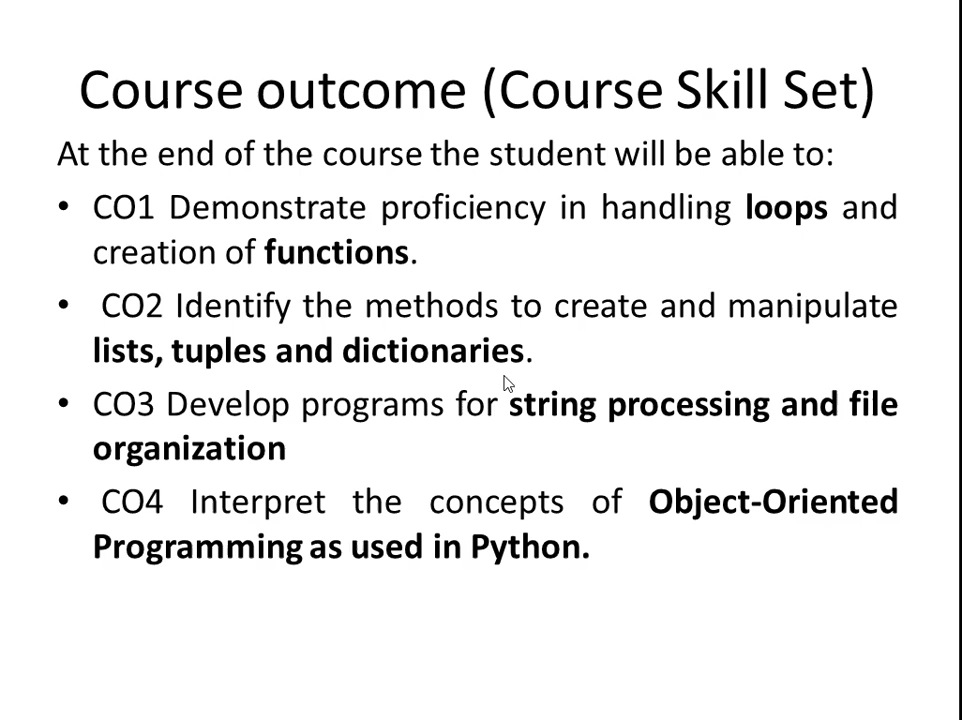 Course outcome (Course Skill Set)
At the end of the course the student will be able to:
• CO1 Demonstrate proficiency in handling loops and
creation of functions.
• CO2 Identify the methods to create and manipulate
lists, tuples and dictionaries.
• CO3 Develop programs for string processing and file
organization
• CO4 Interpret the concepts of Object-Oriented
Programming as used in Python.